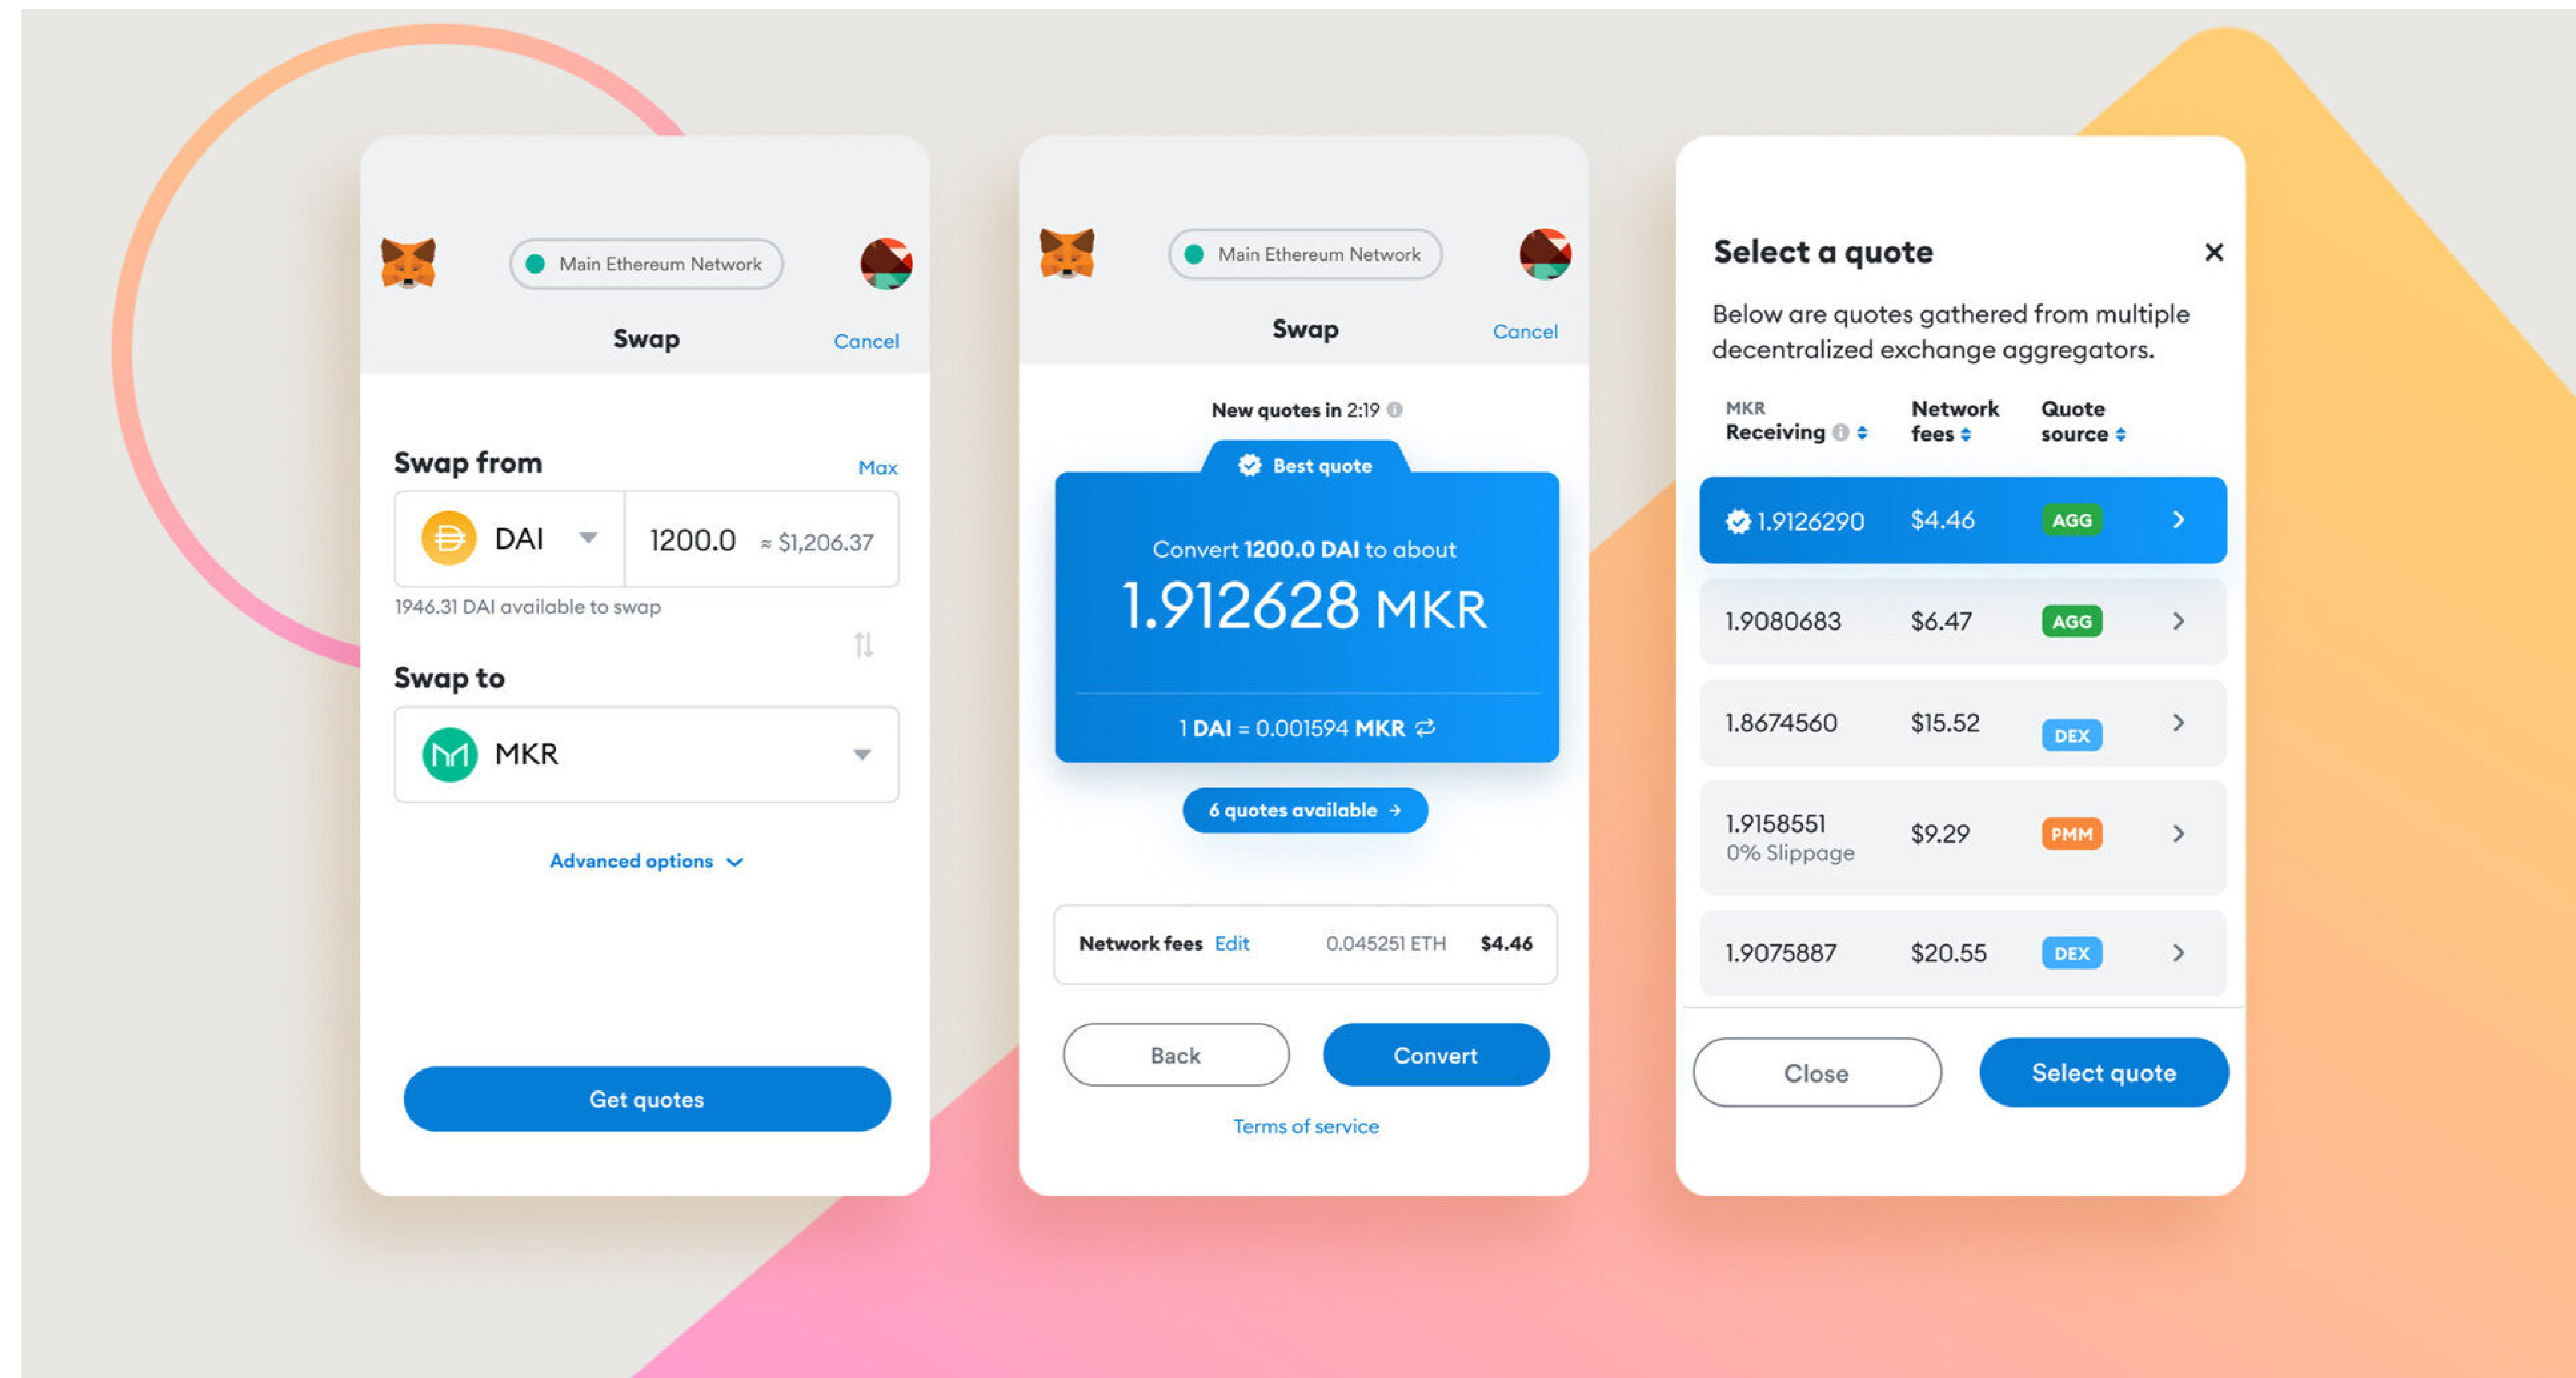 Main Ethereum Network
Swap
Cancel
Swap from
Max
DAI
1200.0 ≈ $1,206.37
1946.31 DAI available to swap
Swap to
MKR
Advanced options
Get quotes
Main Ethereum Network
Swap
Cancel
New quotes in 2:19
Best quote
Convert 1200.0 DAI to about
1.912628 MKR
1 DAI = 0.001594 MKR
6 quotes available →
Network fees Edit 0.045251 ETH $4.46
Back
Convert
Terms of service
Select a quote
Below are quotes gathered from multiple
decentralized exchange aggregators.
MKR
Receiving
Network
fees
Quote
source
1.9126290 $4.46 AGG
1.9080683 $6.47 AGG
1.8674560 $15.52 DEX
1.9158551
0% Slippage
$9.29 PMM
1.9075887 $20.55 DEX
Close
Select quote